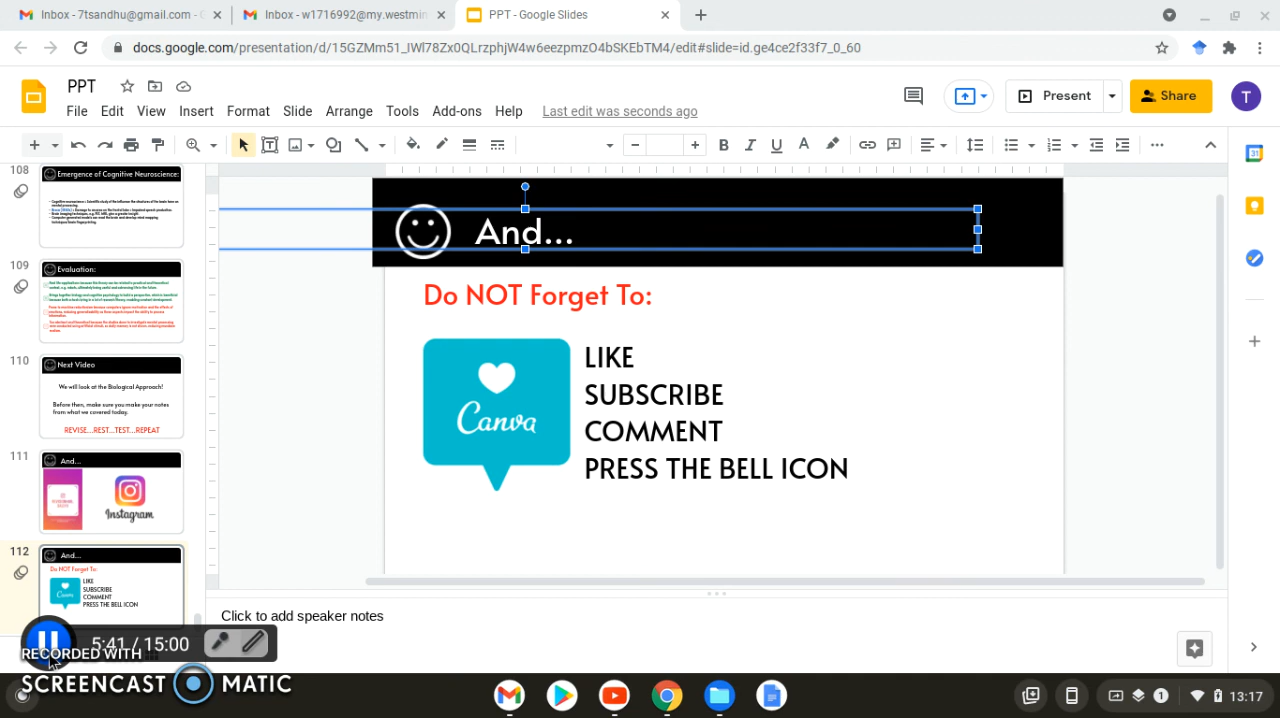 Inbox - 7tsandhu@gmail.com - G
Inbox - w1716992@my.westmin
PPT - Google Slides
docs.google.com/presentation/d/15GZMm51_IWl78Zx0QLrzphjW4w6eezpmzO4bSKEbTM4/edit#slide=id.ge4ce2f33f7_0_60
PPT
File Edit View Insert Format Slide Arrange Tools Add-ons Help Last edit was seconds ago
Present
Share
T
B I U A
31
108
Emergence of Cognitive Neuroscience:
109
Evaluation:
110
Next Video
We will look at the Biological Approach!
Before then, make sure you make your notes
from what we covered today.
REVISE...REST...TEST...REPEAT
111
And...
Instagram
112
And...
Do NOT Forget To:
Canva
LIKE
SUBSCRIBE
COMMENT
PRESS THE BELL ICON
And...
Do NOT Forget To:
Canva
LIKE
SUBSCRIBE
COMMENT
PRESS THE BELL ICON
Click to add speaker notes
5:41 / 15:00
RECORDED WITH
SCREENCAST MATIC
1
13:17